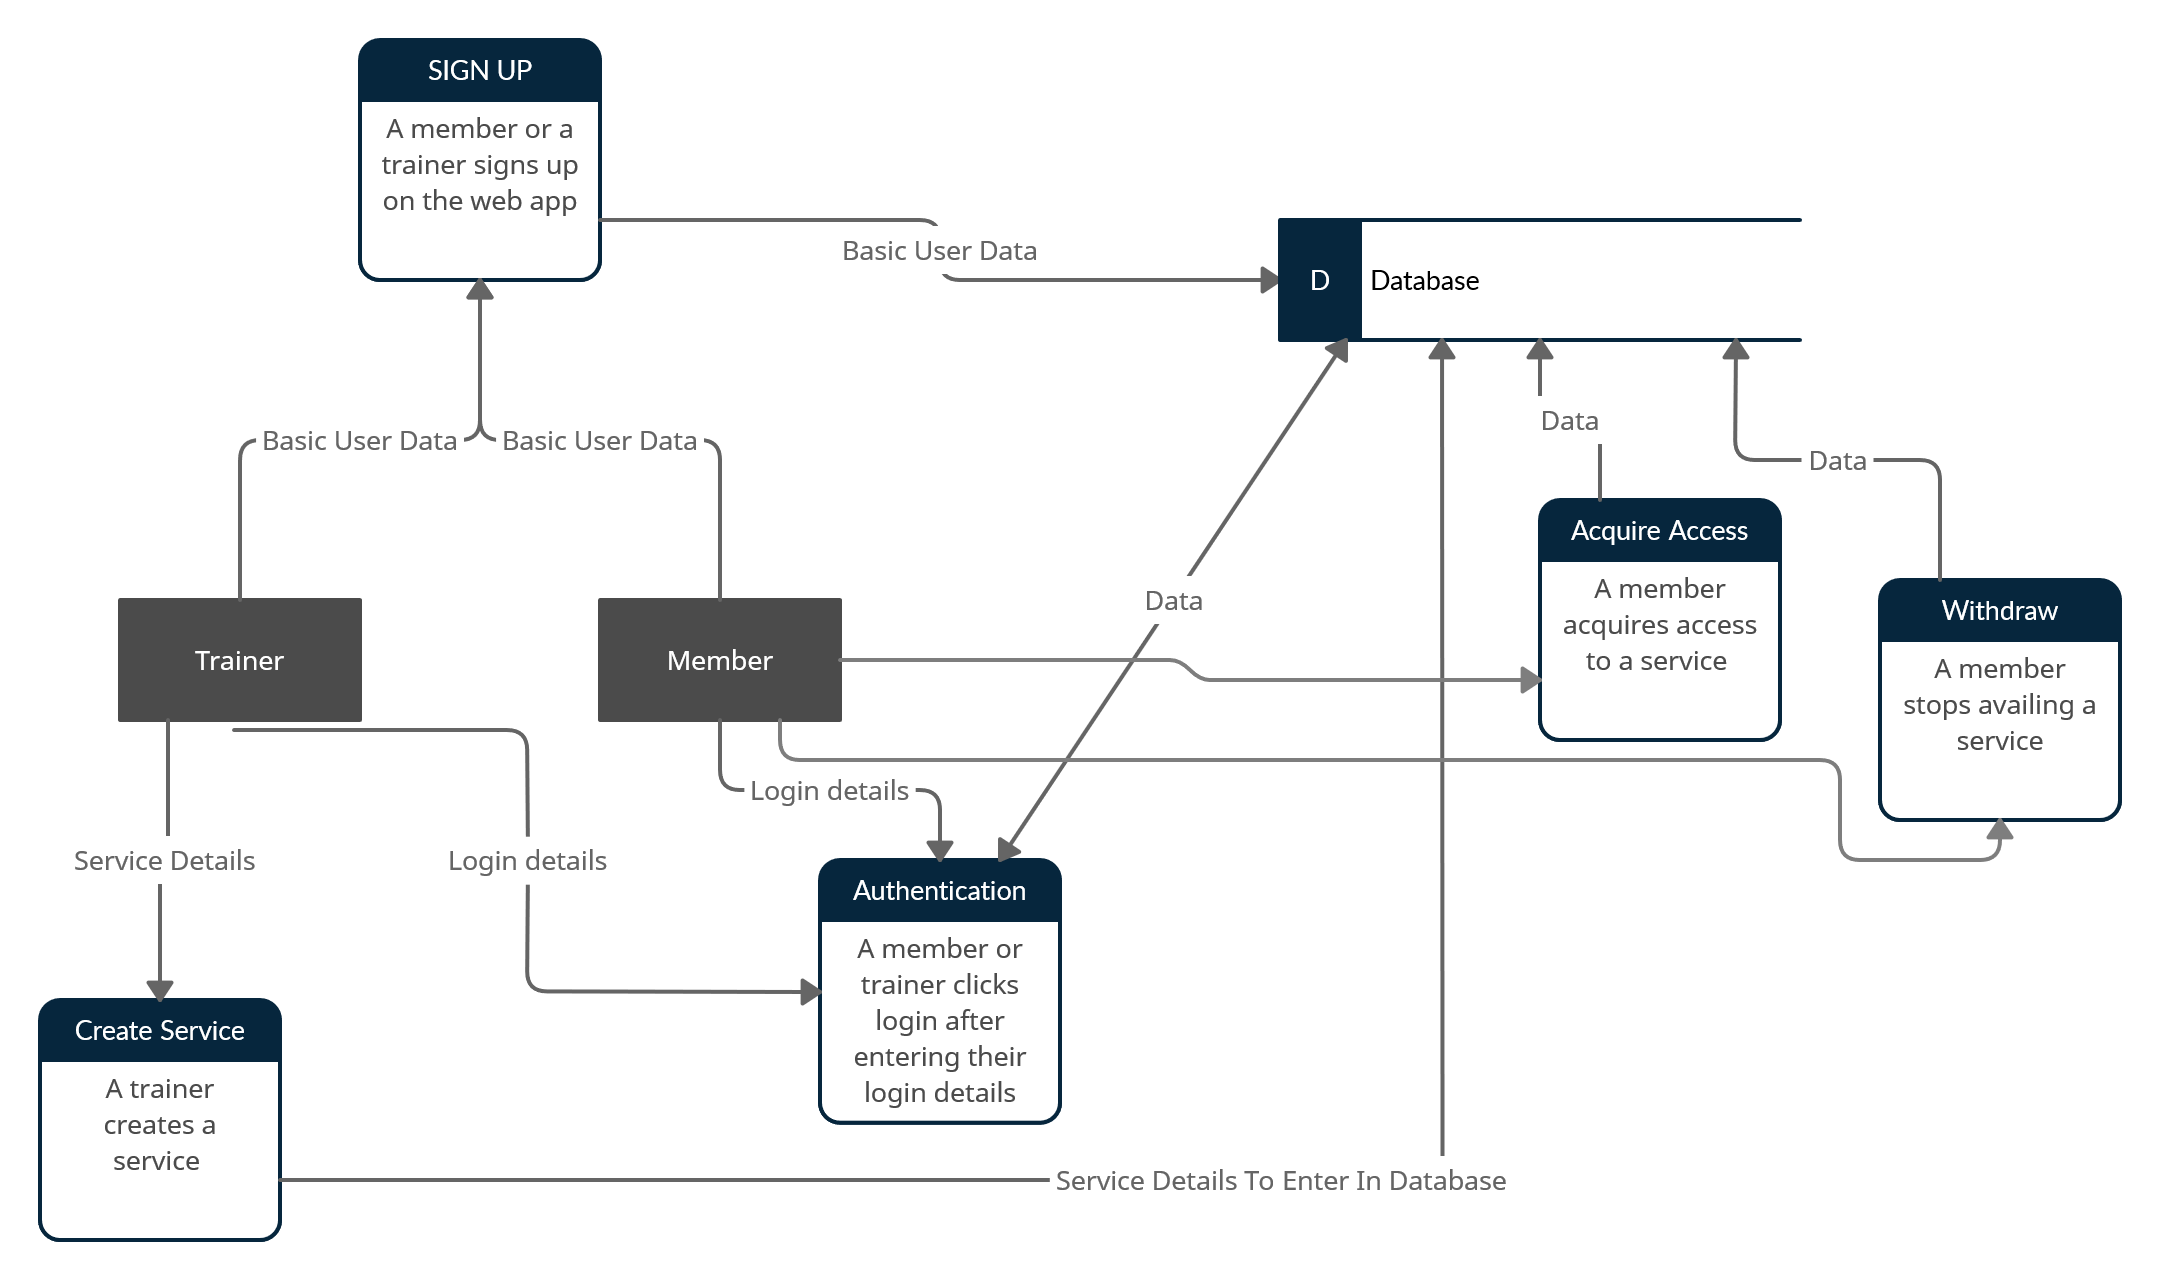 SIGN UP
A member or a
trainer signs up
on the web app
Basic User Data
D
Database
Basic User Data
Basic User Data
Data
Data
Acquire Access
A member
acquires access
to a service
Withdraw
A member
stops availing a
service
Data
Trainer
Member
Login details
Service Details
Login details
Authentication
A member or
trainer clicks
login after
entering their
login details
Create Service
A trainer
creates a
service
Service Details To Enter In Database